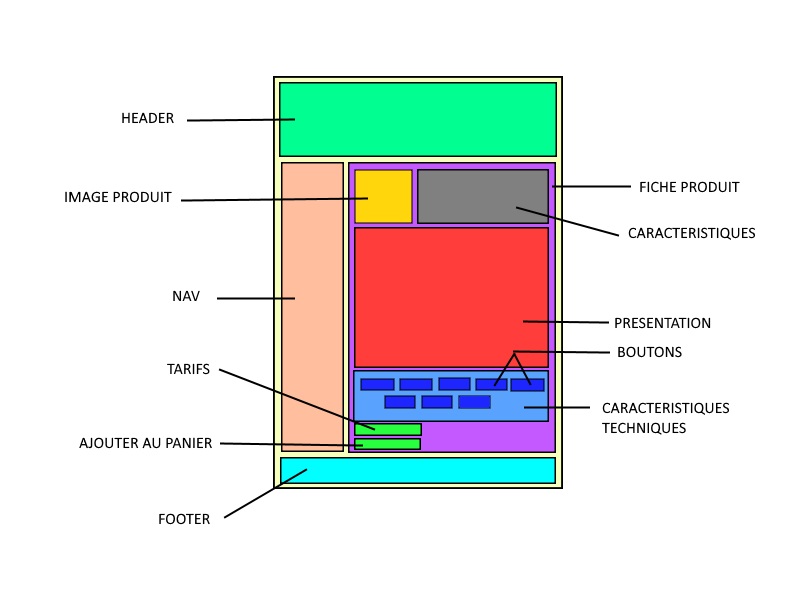 HEADER
IMAGE PRODUIT
FICHE PRODUIT
CARACTERISTIQUES
NAV
PRESENTATION
BOUTONS
TARIFS
CARACTERISTIQUES
TECHNIQUES
AJOUTER AU PANIER
FOOTER